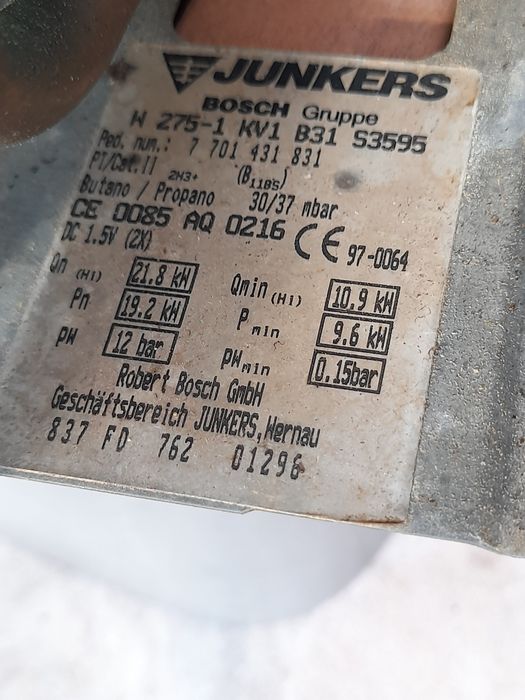 JUNKERS
BOSCH Gruppe
W 275-1 KV1 B31 S3595
Ped. num.: 7 701 431 831
PT/Cat.II 2H3+ (B11BS)
Butano / Propano 30/37 mbar
CE 0085 AQ 0216 CE 97-0064
DC 1.5V (2X)
Qn (Hi) 21.8 kW Qmin (Hi) 10.9 kW
Pn 19.2 kW P min 9.6 kW
pW 12 bar pW min 0.15bar
Robert Bosch GmbH
Geschäftsbereich JUNKERS, Wernau
837 FD 762 01296